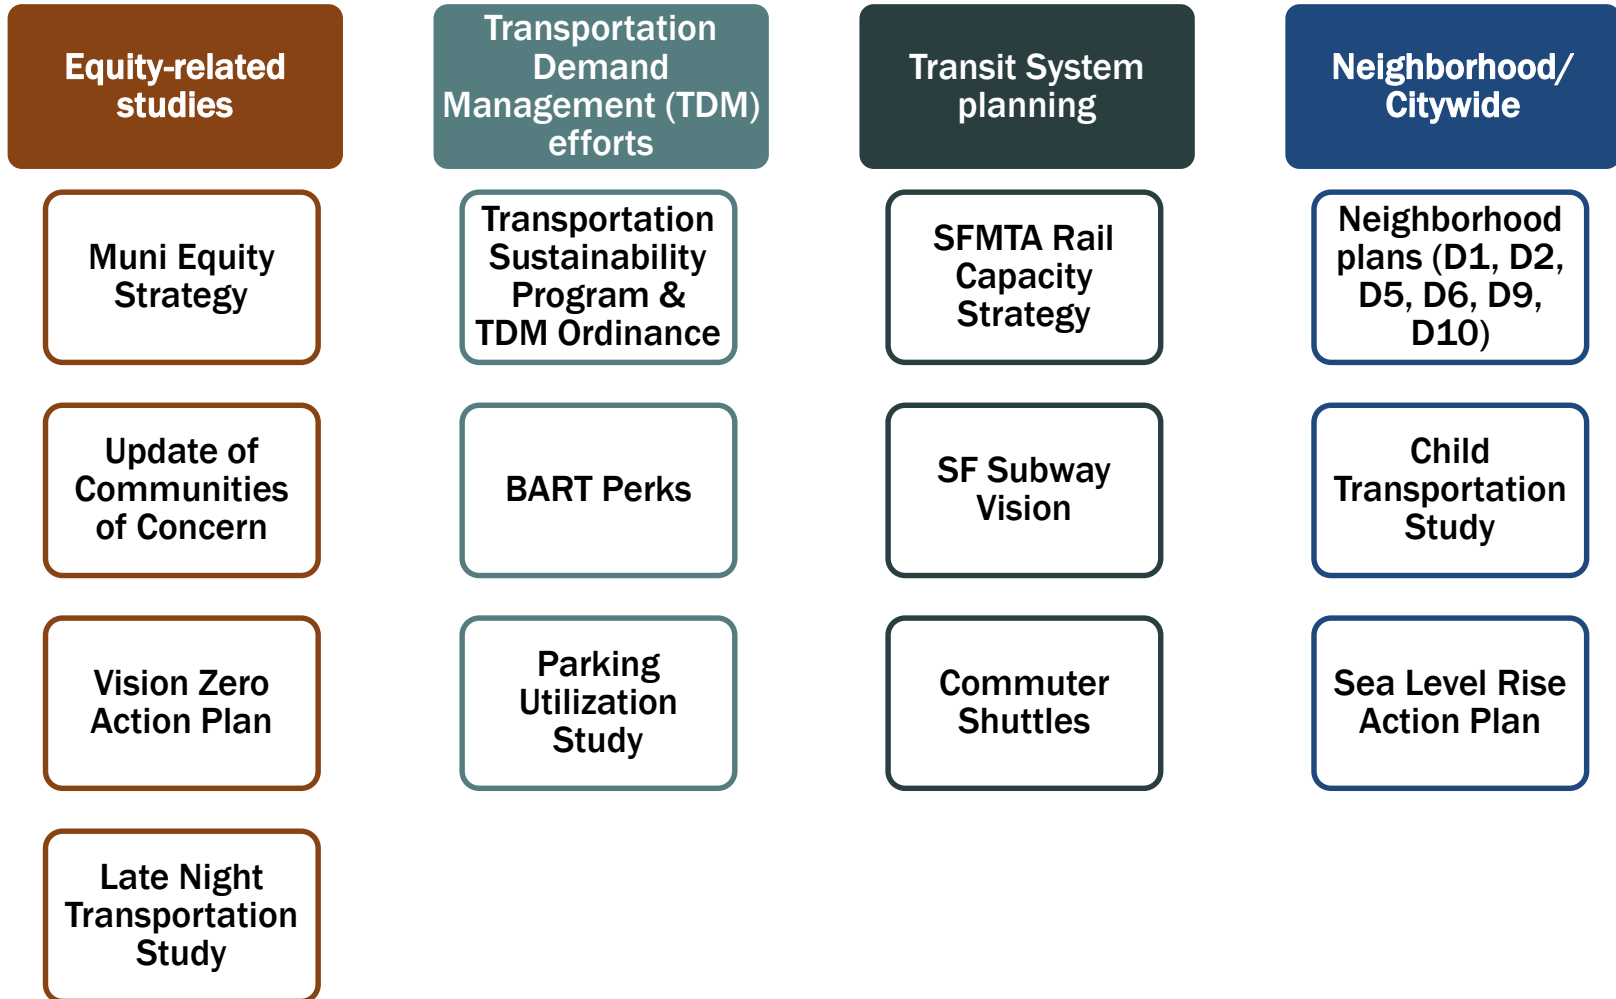 Equity-related
studies
Transportation
Demand
Management (TDM)
efforts
Transit System
planning
Neighborhood/
Citywide
Muni Equity
Strategy
Transportation
Sustainability
Program &
TDM Ordinance
SFMTA Rail
Capacity
Strategy
Neighborhood
plans (D1, D2,
D5, D6, D9,
D10)
Update of
Communities
of Concern
BART Perks
SF Subway
Vision
Child
Transportation
Study
Vision Zero
Action Plan
Parking
Utilization
Study
Commuter
Shuttles
Sea Level Rise
Action Plan
Late Night
Transportation
Study